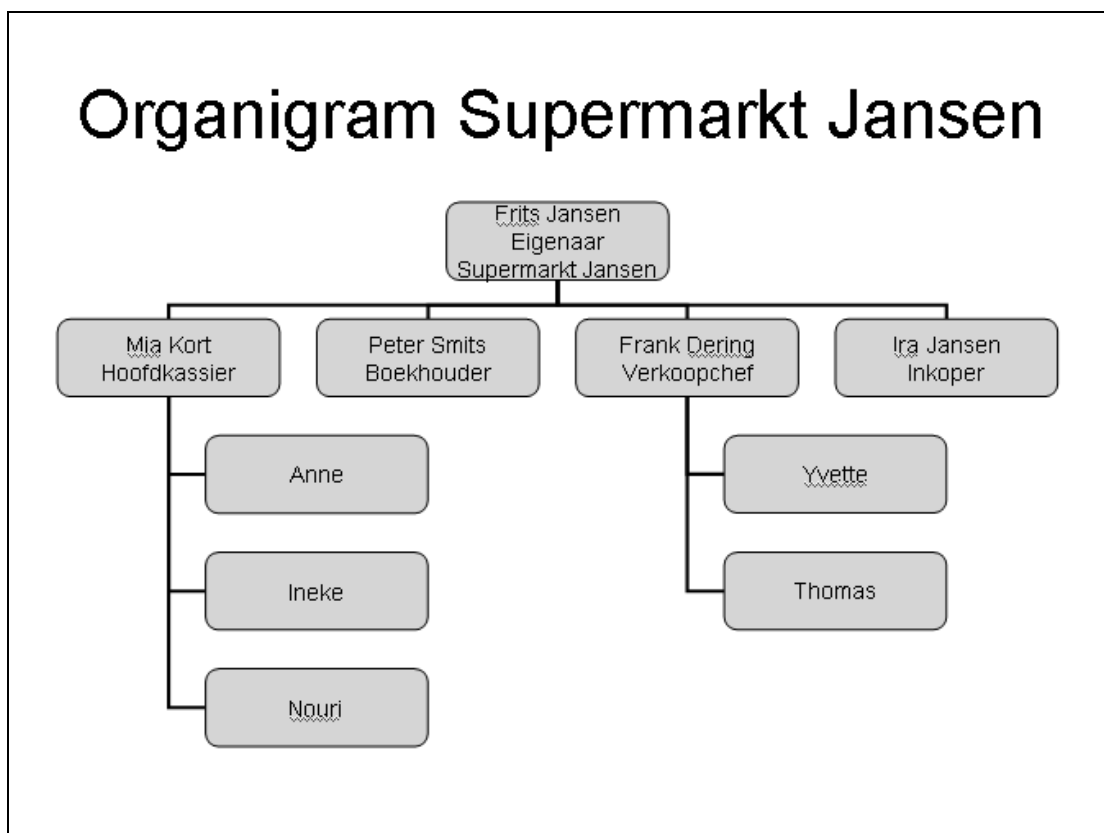 Organigram Supermarkt Jansen
Frits Jansen
Eigenaar
Supermarkt Jansen
Mia Kort
Hoofdkassier
Peter Smits
Boekhouder
Frank Dering
Verkoopchef
Ira Jansen
Inkoper
Anne
Ineke
Nouri
Yvette
Thomas